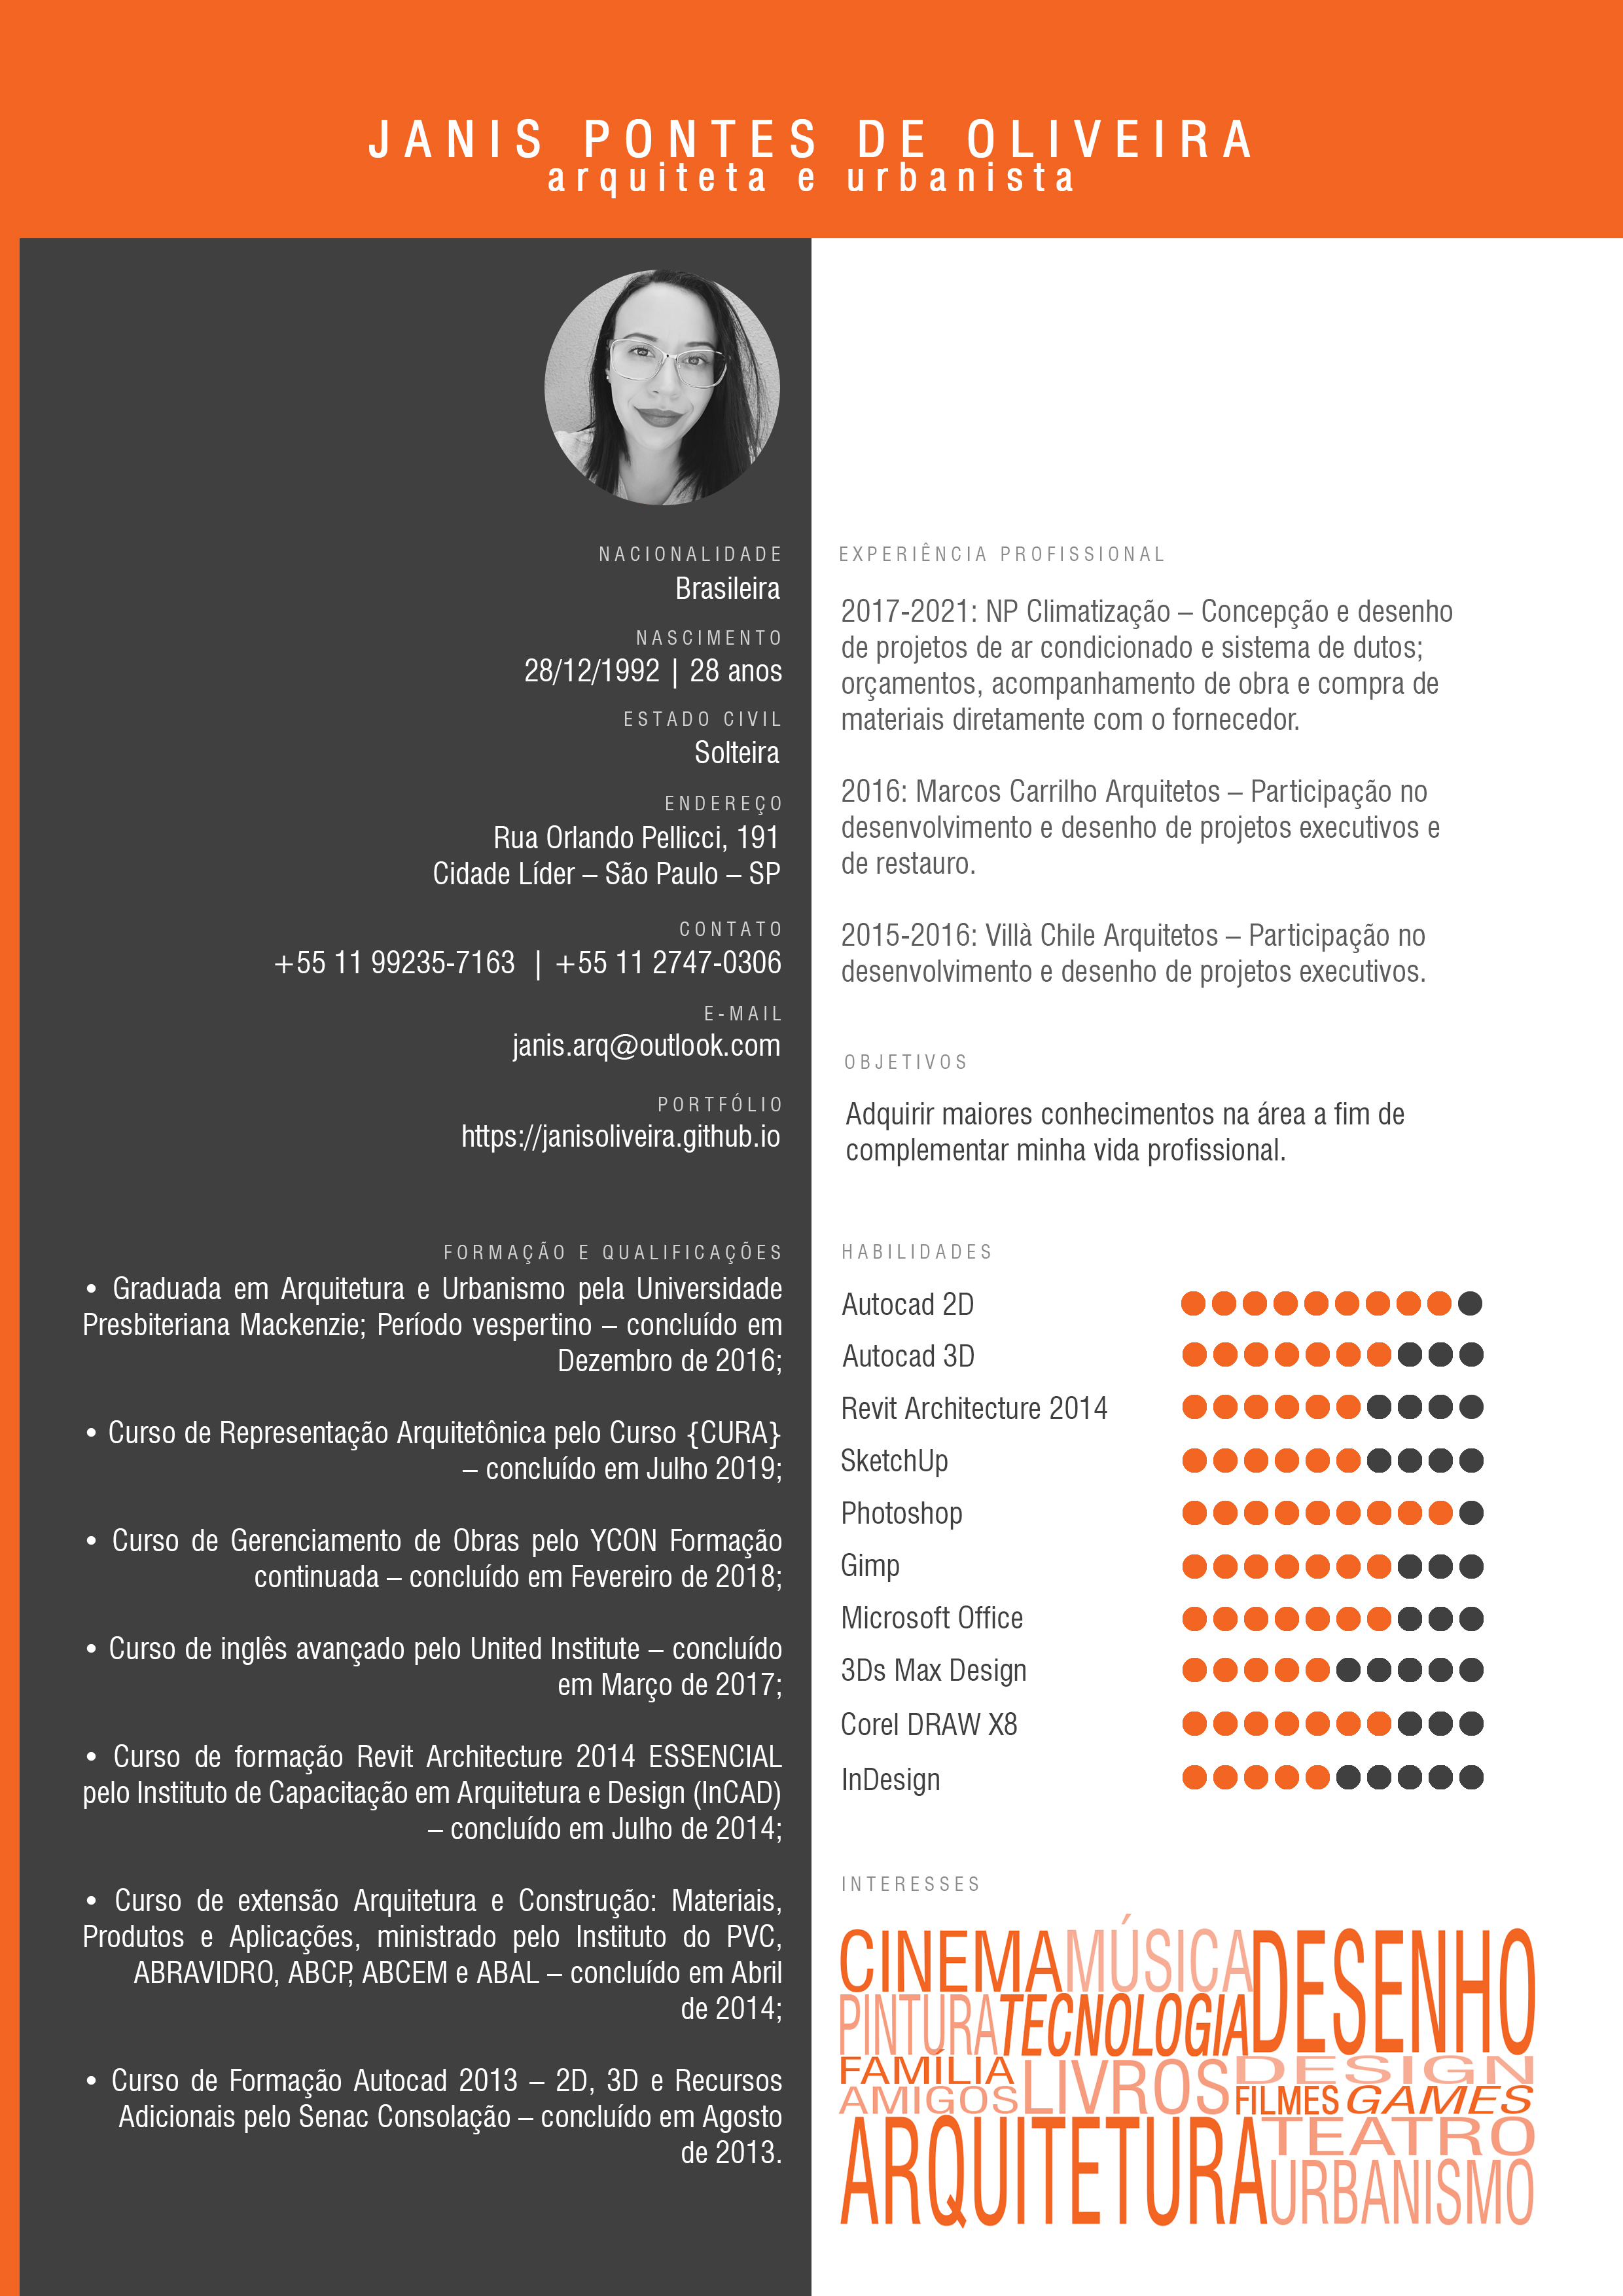 JANIS PONTES DE OLIVEIRA
arquiteta e urbanista
NACIONALIDADE
Brasileira
NASCIMENTO
28/12/1992 | 28 anos
ESTADO CIVIL
Solteira
ENDEREÇO
Rua Orlando Pellicci, 191
Cidade Líder – São Paulo – SP
CONTATO
+55 11 99235-7163 | +55 11 2747-0306
E-MAIL
janis.arq@outlook.com
PORTFÓLIO
https://janisoliveira.github.io
FORMAÇÃO E QUALIFICAÇÕES
• Graduada em Arquitetura e Urbanismo pela Universidade
Presbiteriana Mackenzie; Período vespertino – concluído em
Dezembro de 2016;
• Curso de Representação Arquitetônica pelo Curso {CURA}
– concluído em Julho 2019;
• Curso de Gerenciamento de Obras pelo YCON Formação
continuada – concluído em Fevereiro de 2018;
• Curso de inglês avançado pelo United Institute – concluído
em Março de 2017;
• Curso de formação Revit Architecture 2014 ESSENCIAL
pelo Instituto de Capacitação em Arquitetura e Design (InCAD)
– concluído em Julho de 2014;
• Curso de extensão Arquitetura e Construção: Materiais,
Produtos e Aplicações, ministrado pelo Instituto do PVC,
ABRAVIDRO, ABCP, ABCEM e ABAL – concluído em Abril
de 2014;
• Curso de Formação Autocad 2013 – 2D, 3D e Recursos
Adicionais pelo Senac Consolação – concluído em Agosto
de 2013.
EXPERIÊNCIA PROFISSIONAL
2017-2021: NP Climatização – Concepção e desenho
de projetos de ar condicionado e sistema de dutos;
orçamentos, acompanhamento de obra e compra de
materiais diretamente com o fornecedor.
2016: Marcos Carrilho Arquitetos – Participação no
desenvolvimento e desenho de projetos executivos e
de restauro.
2015-2016: Villà Chile Arquitetos – Participação no
desenvolvimento e desenho de projetos executivos.
OBJETIVOS
Adquirir maiores conhecimentos na área a fim de
complementar minha vida profissional.
HABILIDADES
Autocad 2D
Autocad 3D
Revit Architecture 2014
SketchUp
Photoshop
Gimp
Microsoft Office
3Ds Max Design
Corel DRAW X8
InDesign
INTERESSES
CINEMA MÚSICA DESENHO
PINTURA TECNOLOGIA
FAMÍLIA LIVROS DESIGN
AMIGOS FILMES GAMES
ARQUITETURA TEATRO
URBANISMO